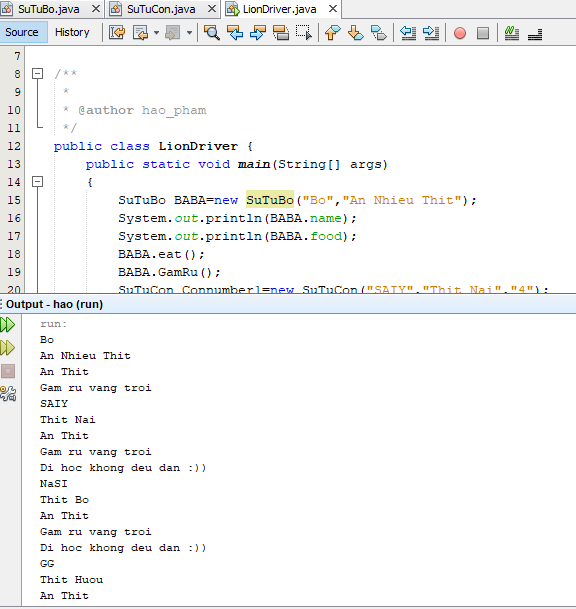 SuTuBo.java SuTuCon.java LionDriver.java
Source History
7
8 /**
9 *
10 * @author hao_pham
11 */
12 public class LionDriver {
13 public static void main(String[] args)
14 {
15 SuTuBo BABA=new SuTuBo("Bo","An Nhieu Thit");
16 System.out.println(BABA.name);
17 System.out.println(BABA.food);
18 BABA.eat();
19 BABA.GamRu();
20 SuTuCon Connumber1=new SuTuCon("SAIY","Thit Nai","4");
Output - hao (run)
run:
Bo
An Nhieu Thit
An Thit
Gam ru vang troi
SAIY
Thit Nai
An Thit
Gam ru vang troi
Di hoc khong deu dan :))
NaSI
Thit Bo
An Thit
Gam ru vang troi
Di hoc khong deu dan :))
GG
Thit Huou
An Thit